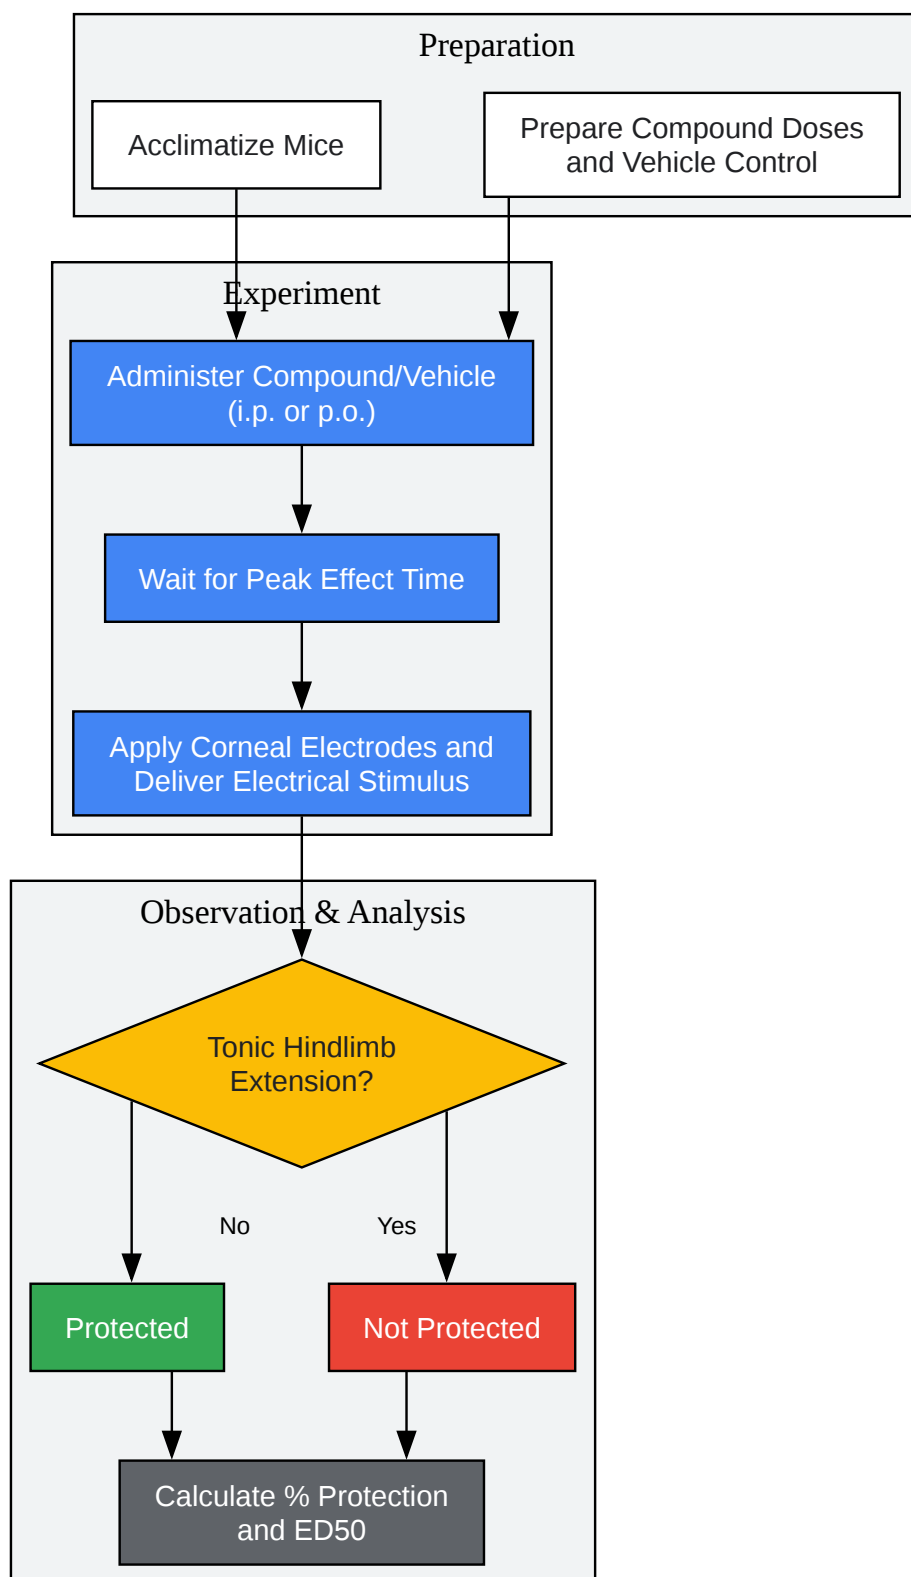 Preparation
Acclimatize Mice
Prepare Compound Doses
and Vehicle Control
Experiment
Administer Compound/Vehicle
(i.p. or p.o.)
Wait for Peak Effect Time
Apply Corneal Electrodes and
Deliver Electrical Stimulus
Observation & Analysis
Tonic Hindlimb
Extension?
No
Yes
Protected
Not Protected
Calculate % Protection
and ED50